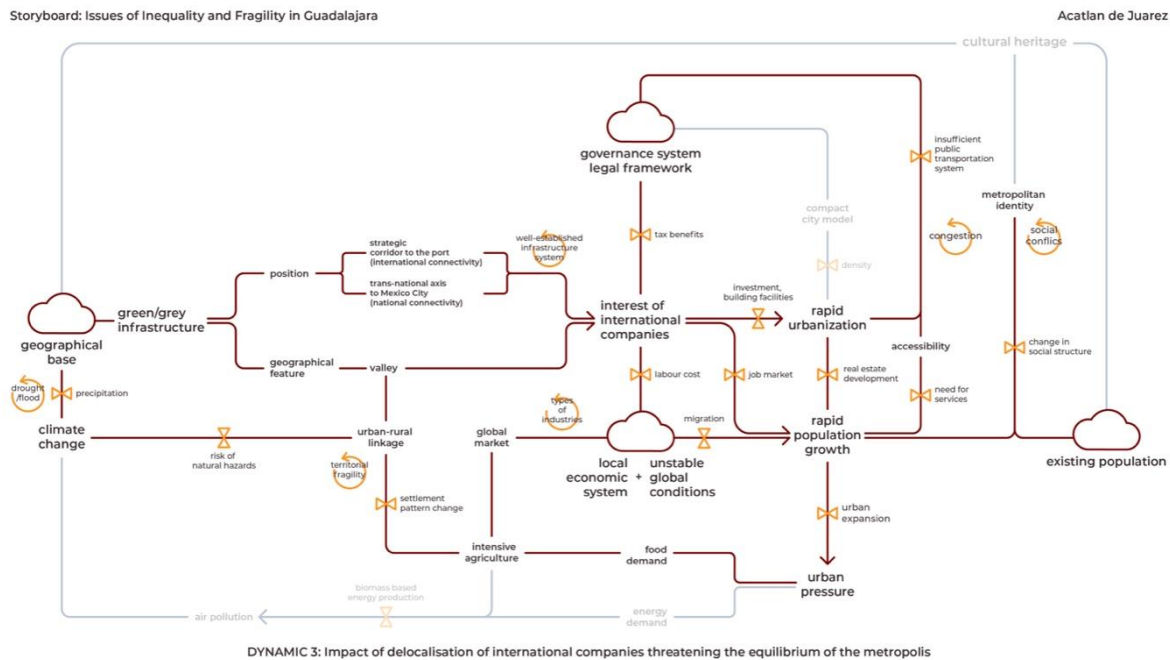 Storyboard: Issues of Inequality and Fragility in Guadalajara
Acatlan de Juarez
cultural heritage
governance system
legal framework
insufficient
public
transportation
system
compact
city model
metropolitan
identity
strategic
corridor to the port
(international connectivity)
well-established
infrastructure
system
tax benefits
congestion
social
conflics
position
trans-national axis
to Mexico City
(national connectivity)
density
green/grey
infrastructure
geographical
base
interest of
international
companies
investment,
building facilities
rapid
urbanization
accessibility
change in
social structure
geographical
feature
valley
drought
/flood
precipitation
labour cost
job market
real estate
development
need for
services
types
of
industries
migration
climate
change
risk of
natural hazards
urban-rural
linkage
global
market
rapid
population
growth
existing population
territorial
fragility
local
economic
system
+
unstable
global
conditions
settlement
pattern change
urban
expansion
intensive
agriculture
food
demand
urban
pressure
biomass based
energy production
air pollution
energy
demand
DYNAMIC 3: Impact of delocalisation of international companies threatening the equilibrium of the metropolis